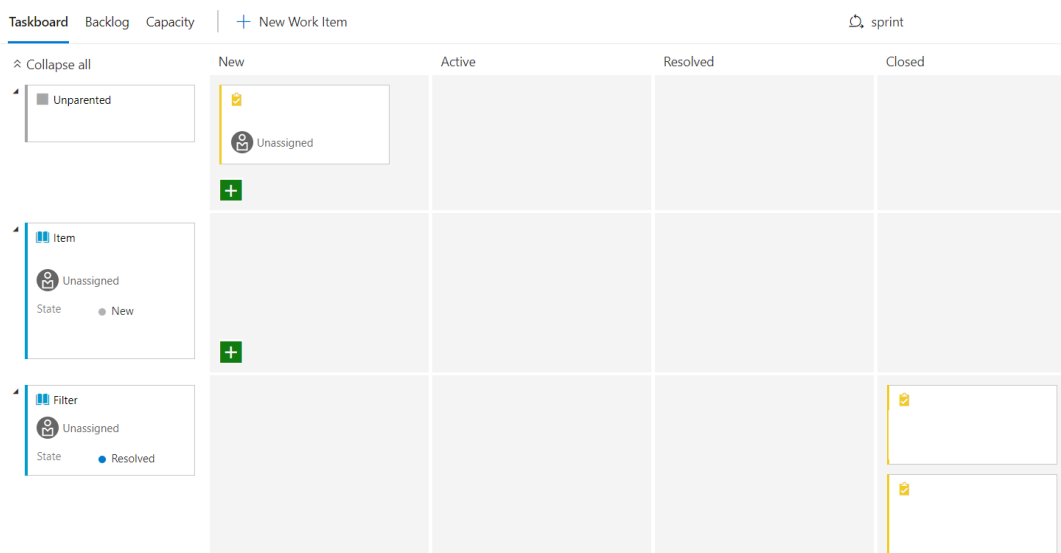 Taskboard Backlog Capacity New Work Item sprint
Collapse all New Active Resolved Closed
Unparented
Unassigned
Item
Unassigned
State New
Filter
Unassigned
State Resolved